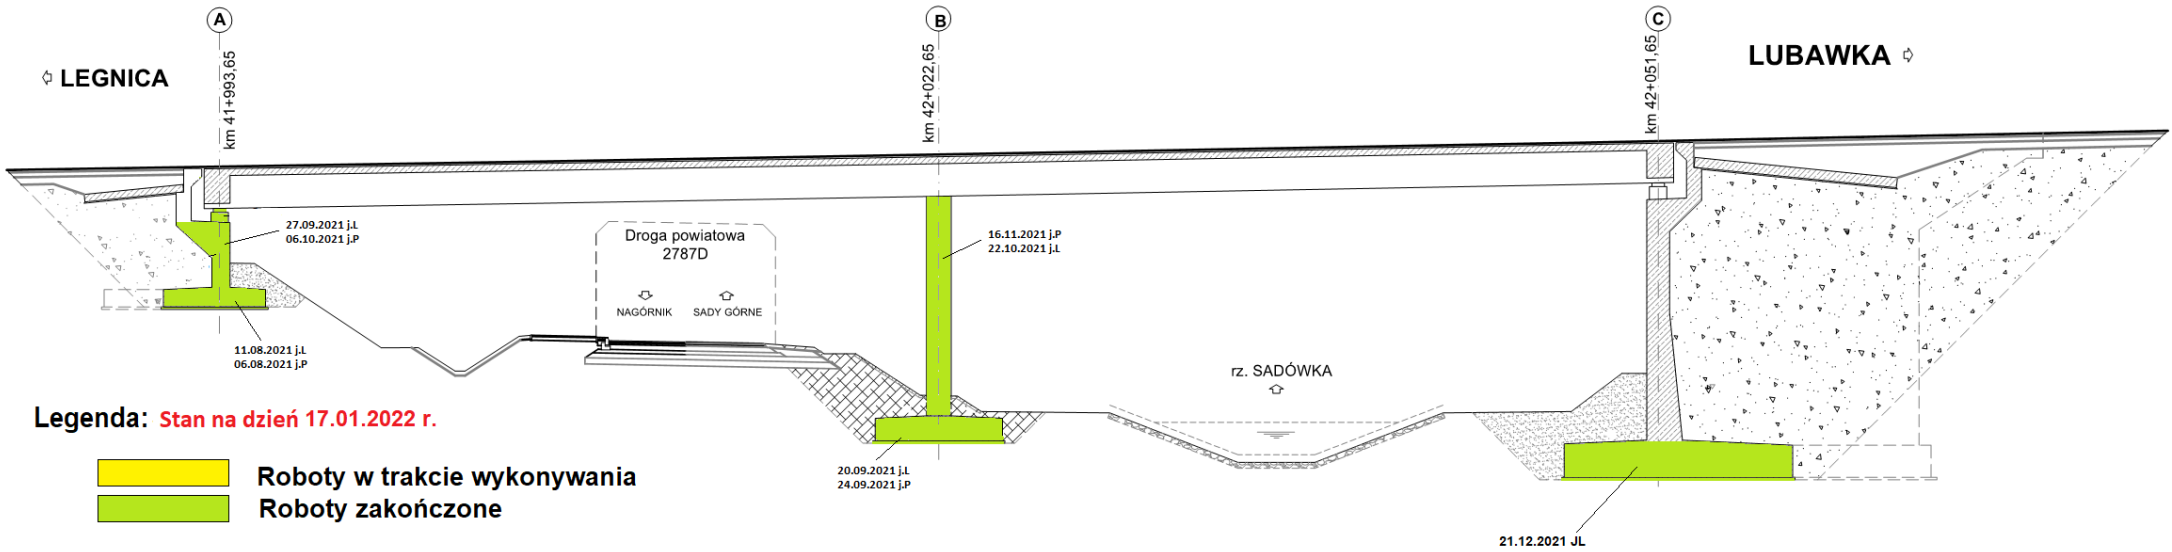 A
B
C
km 41+993,65
km 42+022,65
km 42+051,65
LEGNICA
LUBAWKA
27.09.2021 j.L
06.10.2021 j.P
Droga powiatowa
2787D
NAGÓRNIK SADY GÓRNE
16.11.2021 j.P
22.10.2021 j.L
11.08.2021 j.L
06.08.2021 j.P
rz. SADÓWKA
20.09.2021 j.L
24.09.2021 j.P
21.12.2021 JL
Legenda: Stan na dzień 17.01.2022 r.
Roboty w trakcie wykonywania
Roboty zakończone